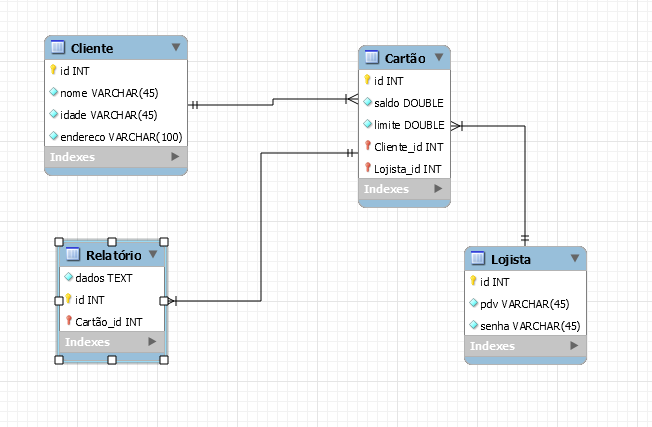 Cliente
id INT
nome VARCHAR(45)
idade VARCHAR(45)
endereco VARCHAR(100)
Indexes
Cartão
id INT
saldo DOUBLE
limite DOUBLE
Cliente_id INT
Lojista_id INT
Indexes
Relatório
dados TEXT
id INT
Cartão_id INT
Indexes
Lojista
id INT
pdv VARCHAR(45)
senha VARCHAR(45)
Indexes